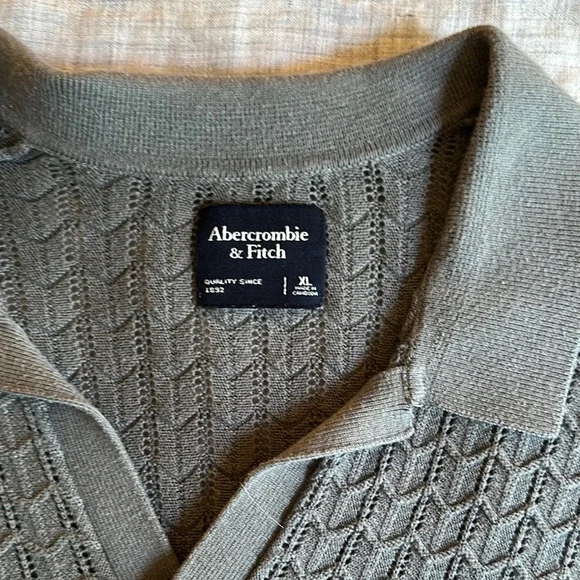 Abercrombie
& Fitch
QUALITY SINCE
1892
XL
MADE IN
CAMBODIA